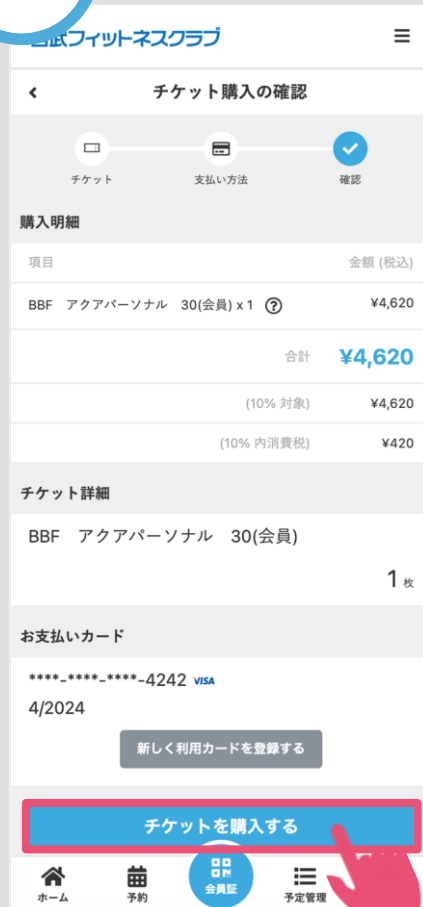 武フィットネスクラブ
チケット購入の確認
チケット
支払い方法
確認
購入明細
項目 金額 (税込)
BBF アクアパーソナル 30(会員) x 1 ? ¥4,620
合計 ¥4,620
(10% 対象) ¥4,620
(10% 内消費税) ¥420
チケット詳細
BBF アクアパーソナル 30(会員)
1 枚
お支払いカード
****-****-****-4242 VISA
4/2024
新しく利用カードを登録する
チケットを購入する
ホーム
予約
会員証
予定管理